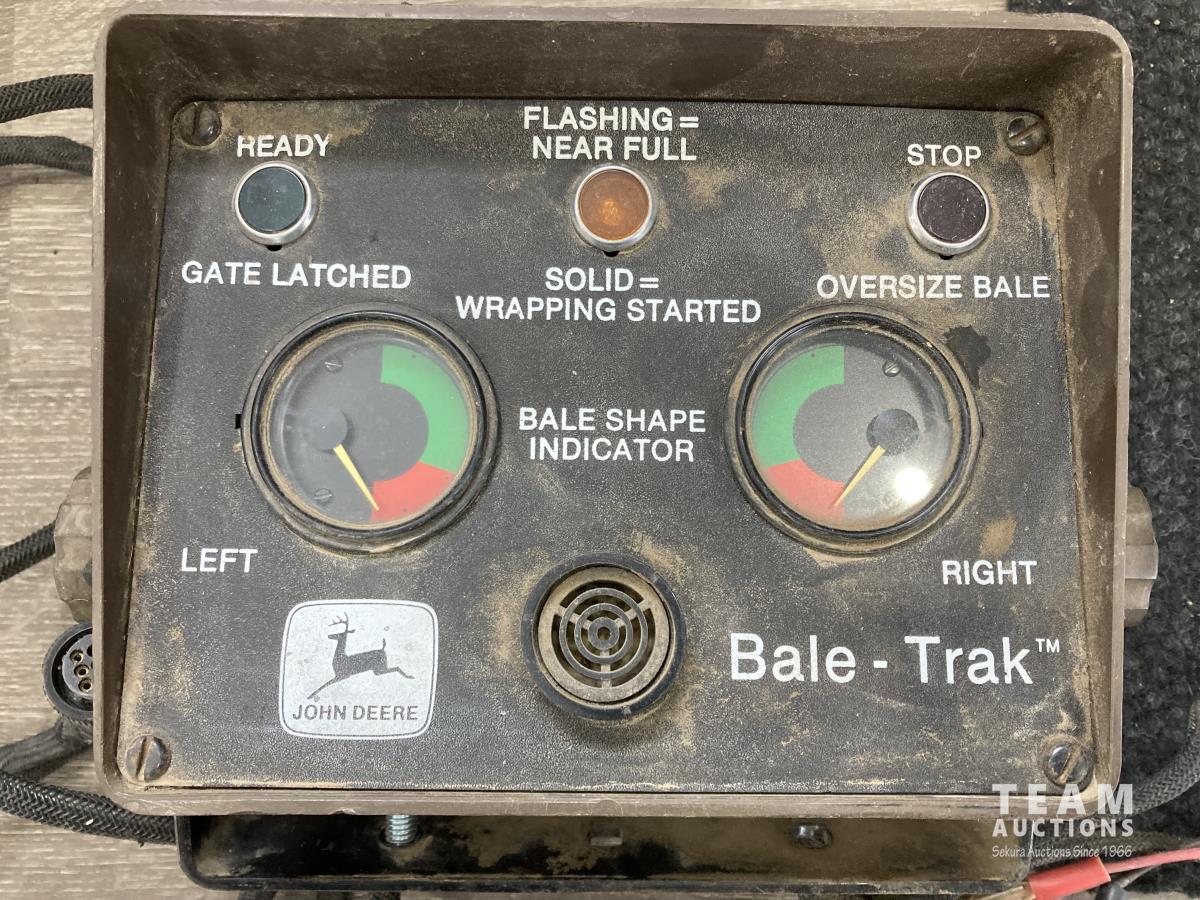 READY
FLASHING =
NEAR FULL
STOP
GATE LATCHED
SOLID =
WRAPPING STARTED
OVERSIZE BALE
BALE SHAPE
INDICATOR
LEFT
RIGHT
JOHN DEERE
Bale - Trak™
TEAM
AUCTIONS
Sekura Auctions Since 1966